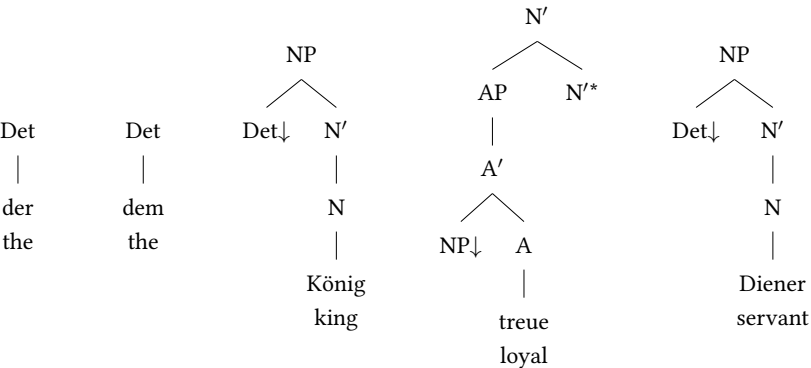 N′
NP NP
AP N′*
Det Det Det↓ N′ Det↓ N′
A′
der dem N N
the the NP↓ A
König Diener
king treue servant
loyal